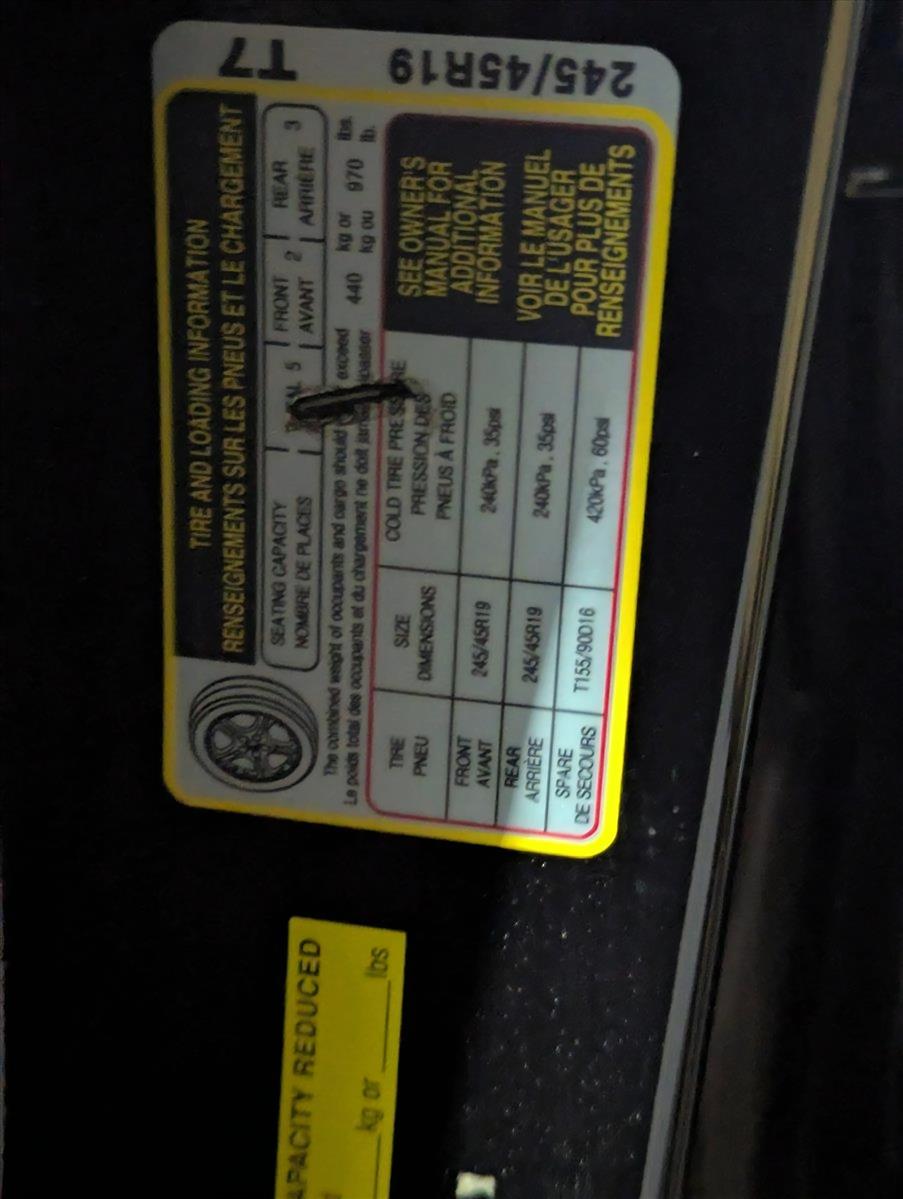 T7
245/45R19
TIRE AND LOADING INFORMATION
RENSEIGNEMENTS SUR LES PNEUS ET LE CHARGEMENT
SEATING CAPACITY
NOMBRE DE PLACES
5
FRONT
AVANT
2
REAR
ARRIÈRE
3
The combined weight of occupants and cargo should exceed 440 kg or 970 lbs.
Le poids total des occupants et du chargement ne doit kg ou lb.
TIRE
PNEU
SIZE
DIMENSIONS
COLD TIRE PRESSURE
PRESSION DES
PNEUS À FROID
SEE OWNER'S
MANUAL FOR
ADDITIONAL
INFORMATION
VOIR LE MANUEL
DE L'USAGER
POUR PLUS DE
RENSEIGNEMENTS
FRONT
AVANT
245/45R19
240kPa, 35psi
REAR
ARRIÈRE
245/45R19
240kPa, 35psi
SPARE
DE SECOURS
T155/90D16
420kPa, 60psi
APACITY REDUCED
kg or lbs